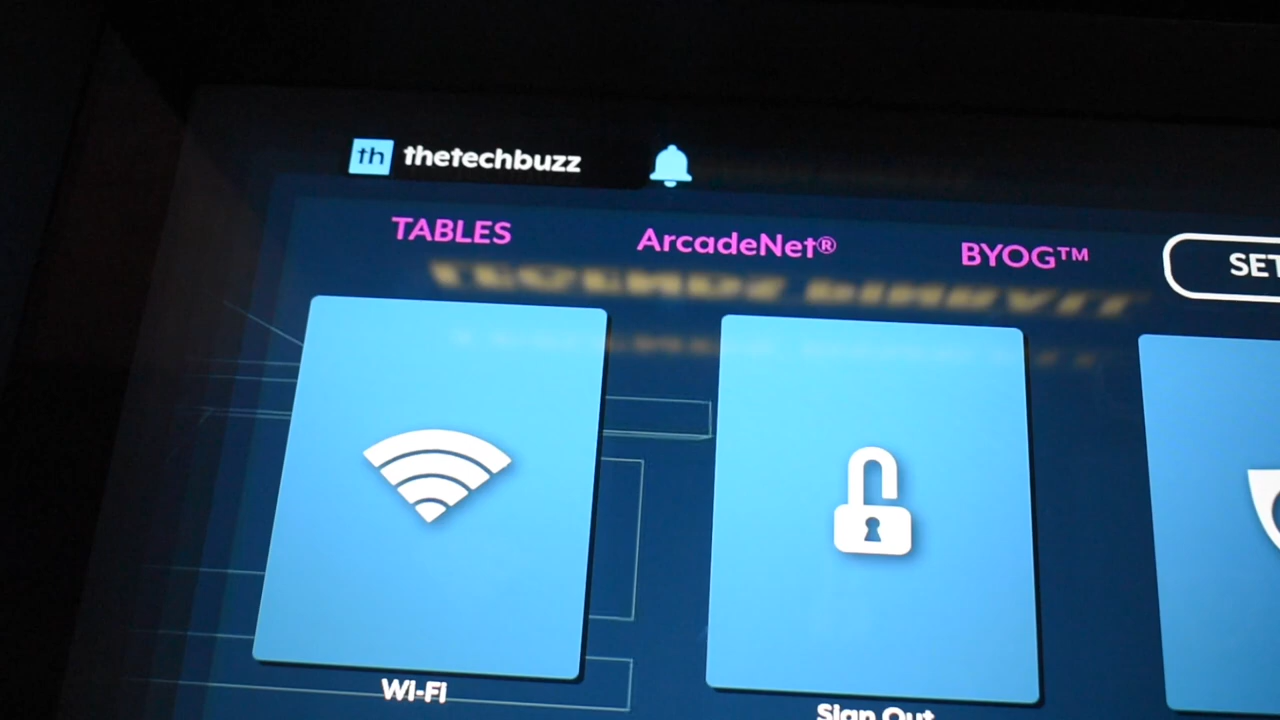 th thetechbuzz
TABLES ArcadeNet® BYOG™ SET
Wi-Fi Sign Out